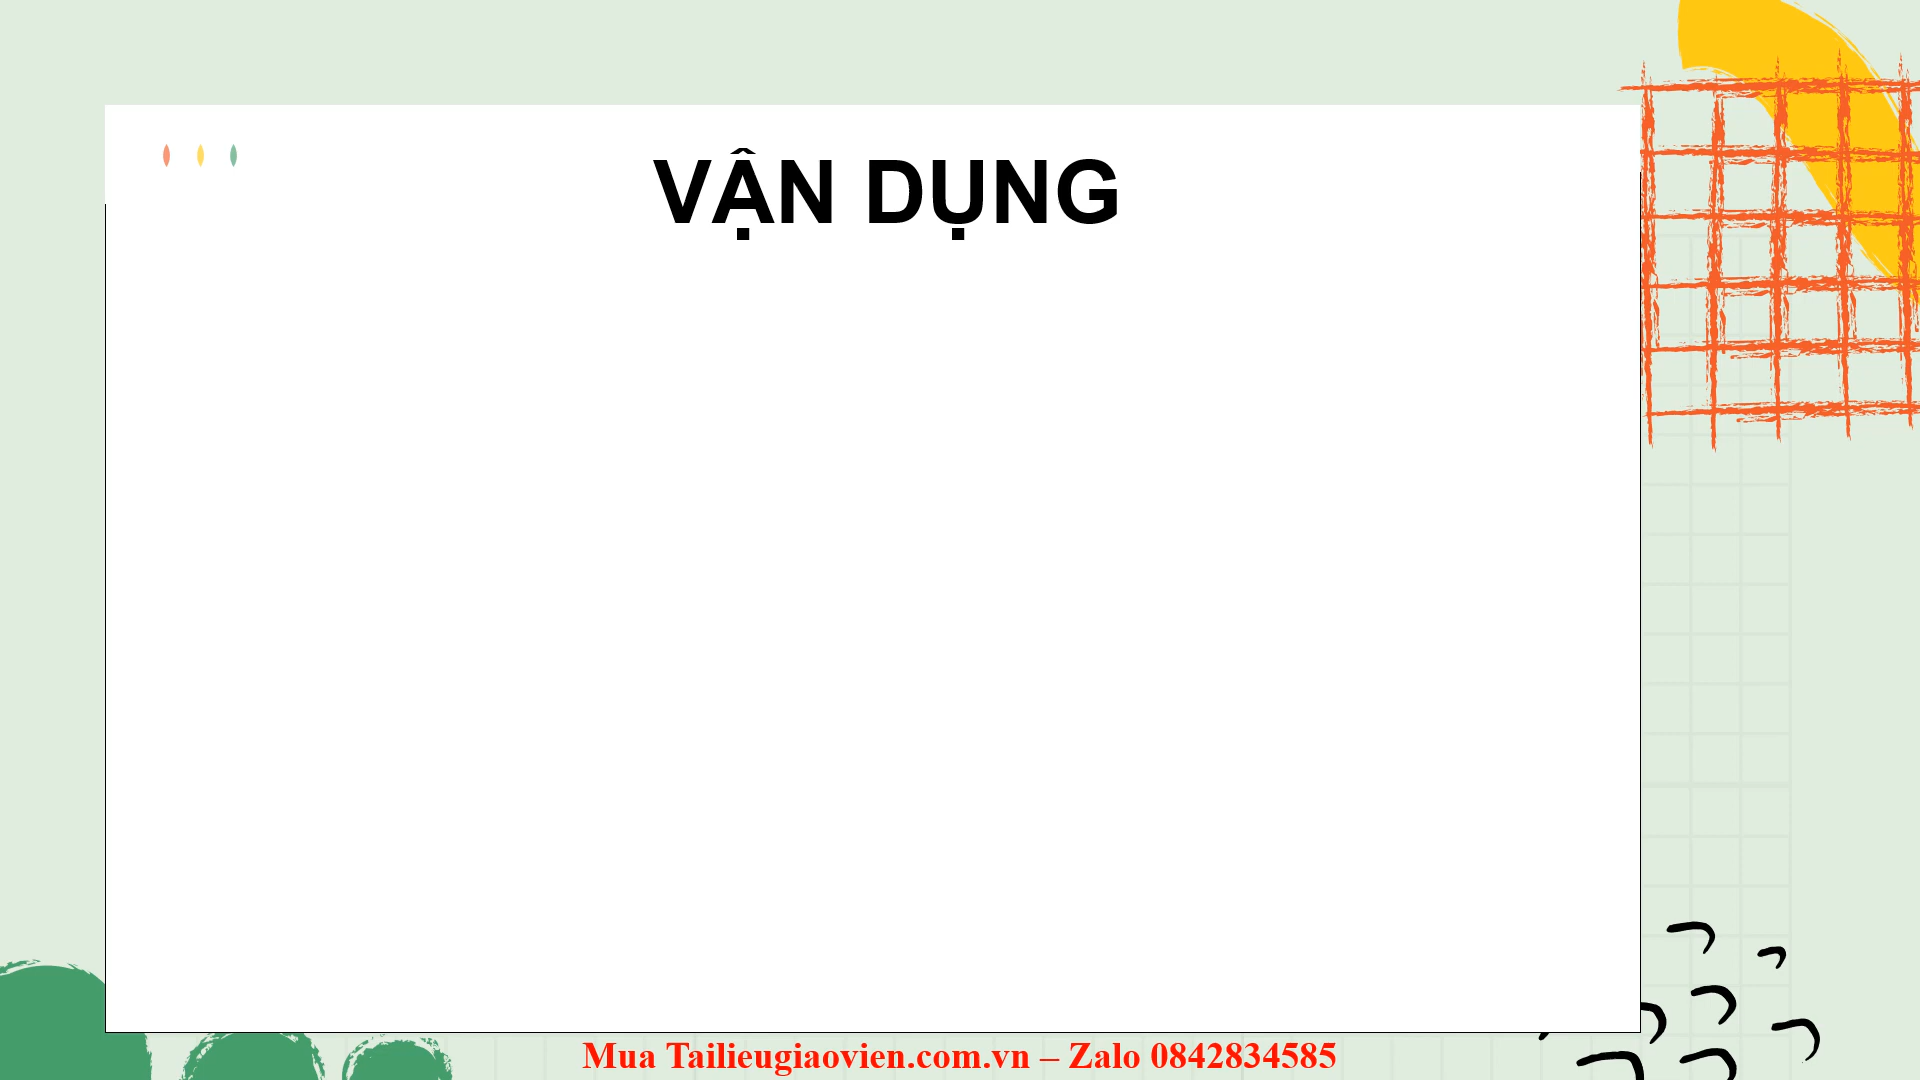 VẬN DỤNG
Mua Tailieugiaovien.com.vn – Zalo 0842834585